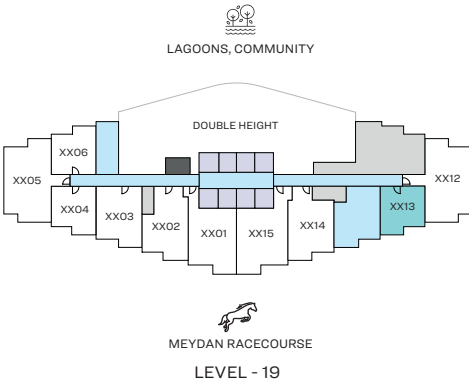 LAGOONS, COMMUNITY
DOUBLE HEIGHT
XX06
XX05
XX12
XX04
XX03
XX02
XX01
XX15
XX14
XX13
MEYDAN RACECOURSE
LEVEL - 19